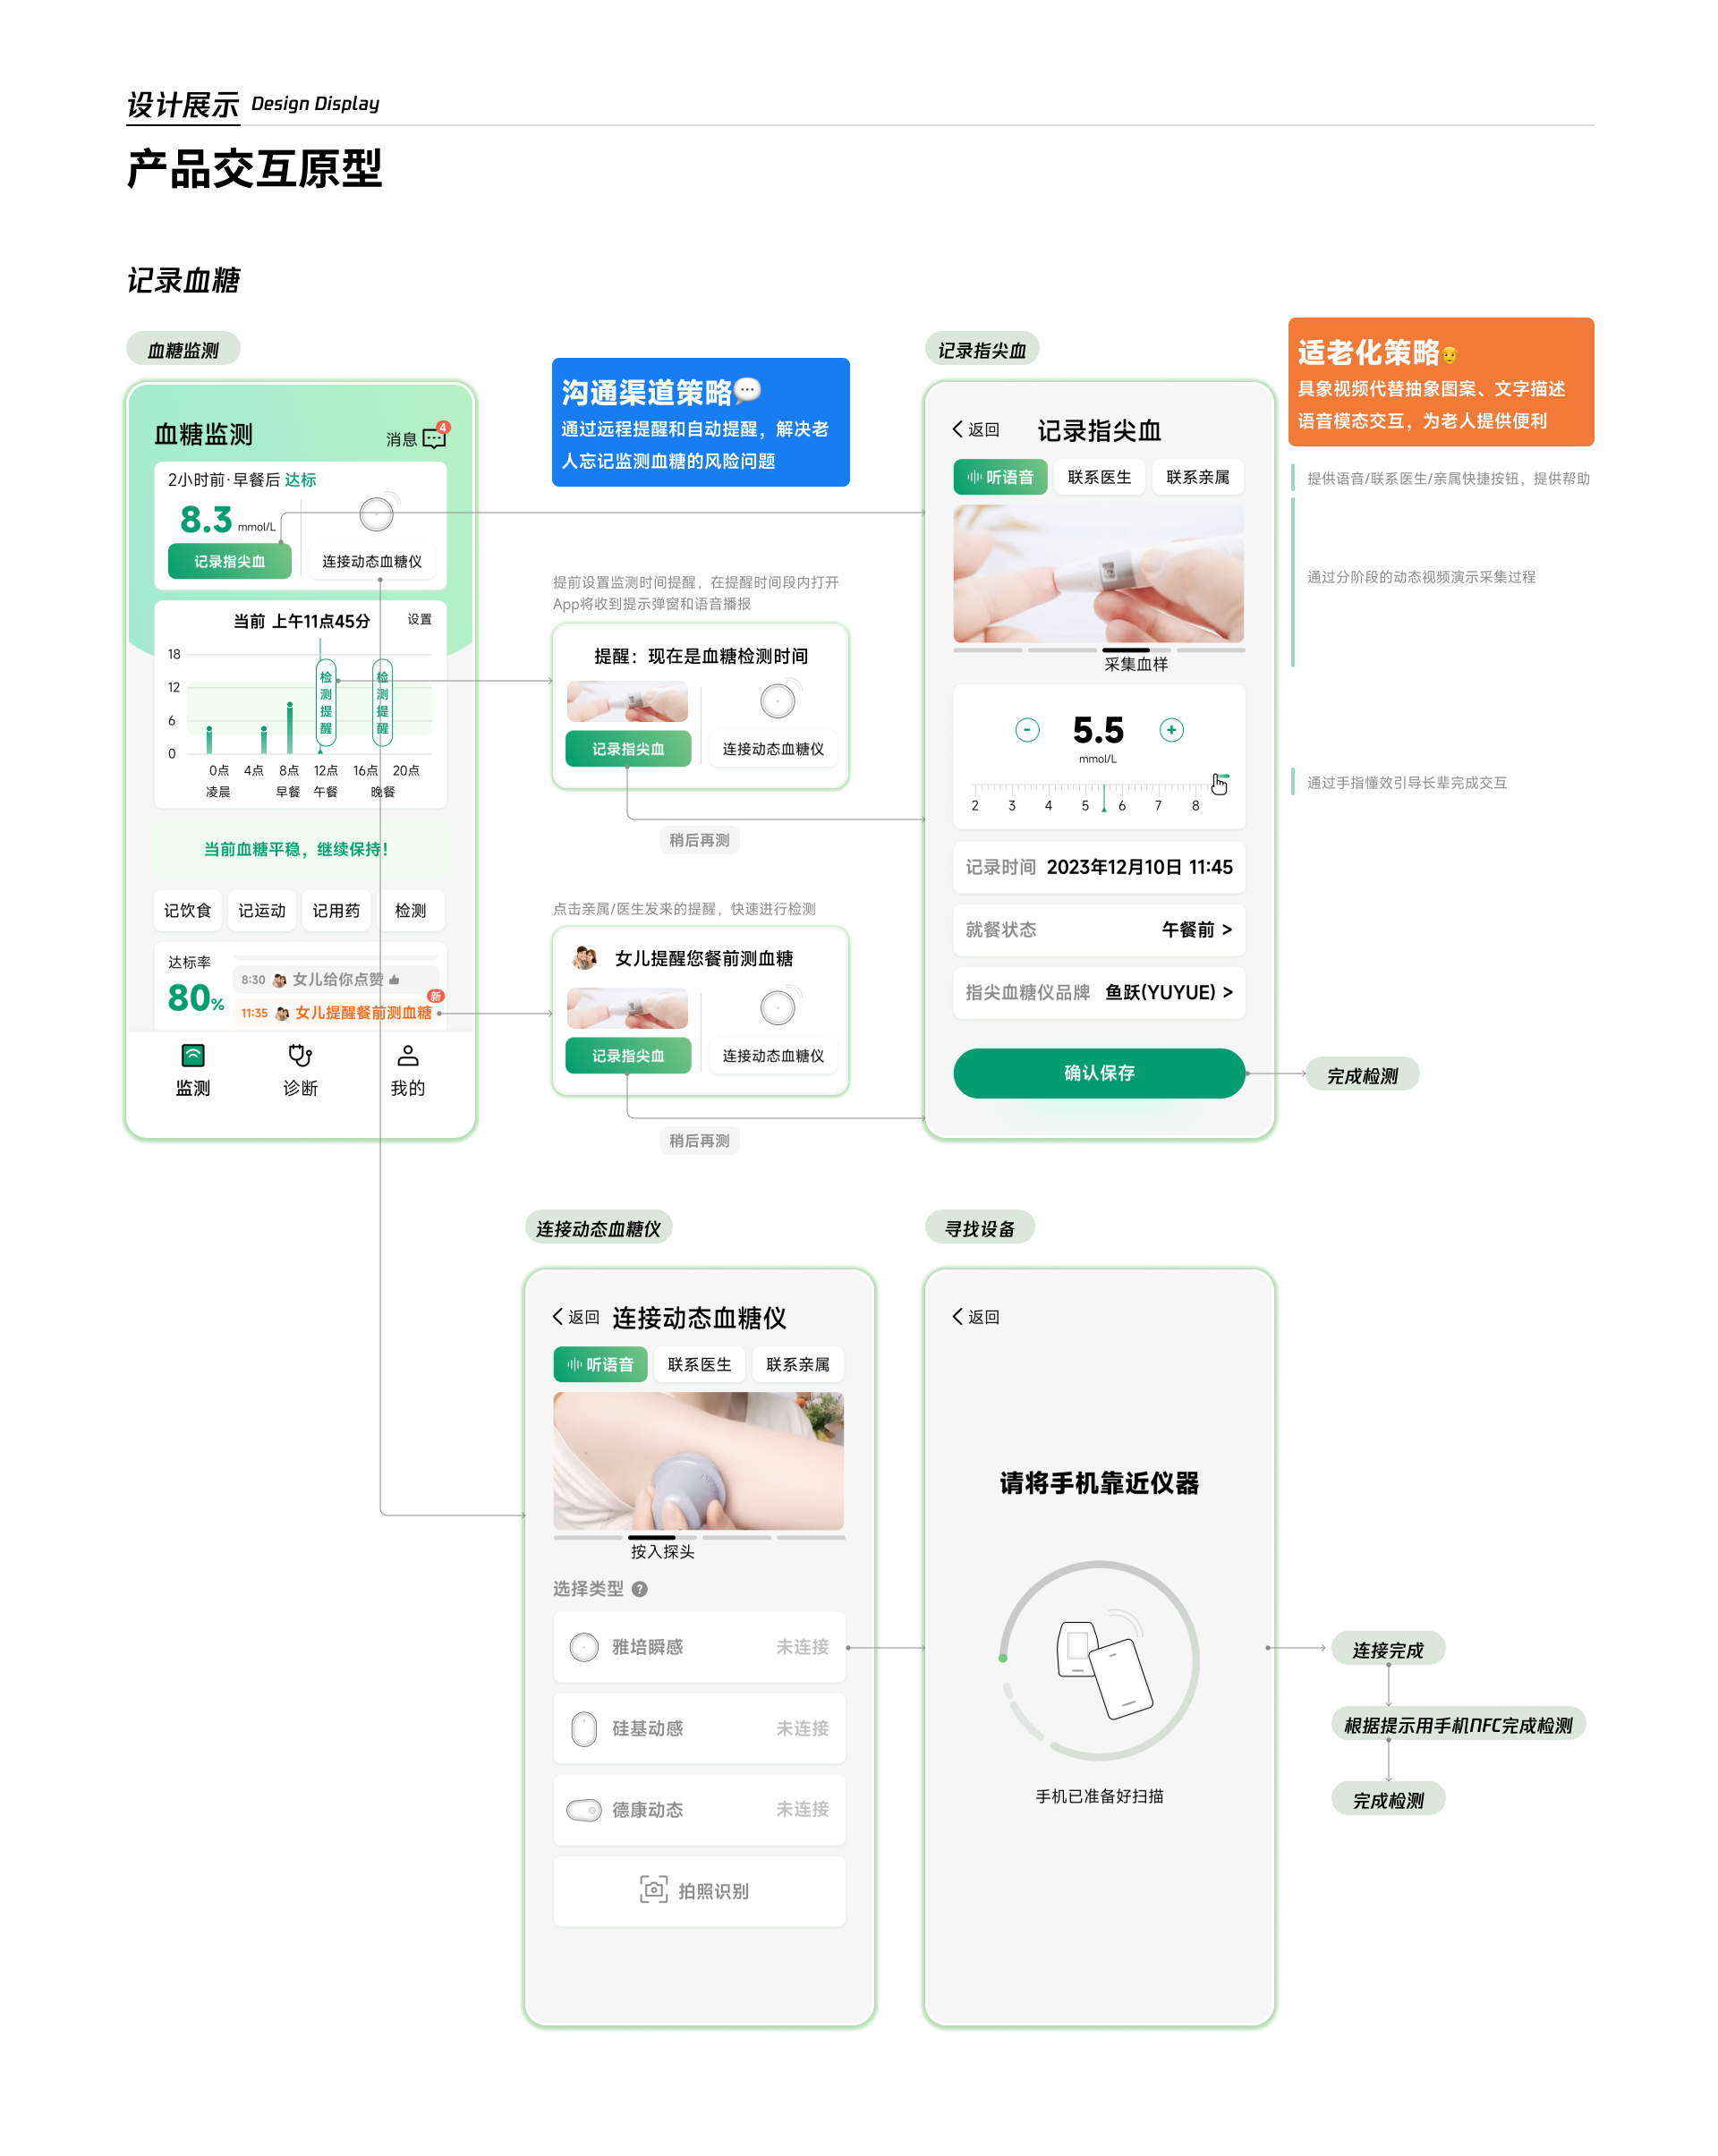 设计展示 Design Display
产品交互原型
记录血糖
血糖监测
血糖监测
消息
4
2小时前·早餐后 达标
8.3 mmol/L
记录指尖血
连接动态血糖仪
当前 上午11点45分
设置
18
12
6
0
检测提醒
检测提醒
0点 4点 8点 12点 16点 20点
凌晨 早餐 午餐 晚餐
当前血糖平稳，继续保持！
记饮食
记运动
记用药
检测
达标率
80%
8:30 女儿给你点赞
新
11:35 女儿提醒餐前测血糖
监测
诊断
我的
沟通渠道策略
通过远程提醒和自动提醒，解决老
人忘记监测血糖的风险问题
提前设置监测时间提醒，在提醒时间段内打开
App将收到提示弹窗和语音播报
提醒：现在是血糖检测时间
记录指尖血
连接动态血糖仪
稍后再测
点击亲属/医生发来的提醒，快速进行检测
女儿提醒您餐前测血糖
记录指尖血
连接动态血糖仪
稍后再测
记录指尖血
返回
记录指尖血
听语音
联系医生
联系亲属
采集血样
- 5.5 +
mmol/L
2 3 4 5 6 7 8
记录时间 2023年12月10日 11:45
就餐状态 午餐前 >
指尖血糖仪品牌 鱼跃(YUYUE) >
确认保存
完成检测
适老化策略
具象视频代替抽象图案、文字描述
语音模态交互，为老人提供便利
提供语音/联系医生/亲属快捷按钮，提供帮助
通过分阶段的动态视频演示采集过程
通过手指懂效引导长辈完成交互
连接动态血糖仪
返回
连接动态血糖仪
听语音
联系医生
联系亲属
按入探头
选择类型 ?
雅培瞬感 未连接
硅基动感 未连接
德康动态 未连接
拍照识别
寻找设备
返回
请将手机靠近仪器
手机已准备好扫描
连接完成
根据提示用手机NFC完成检测
完成检测